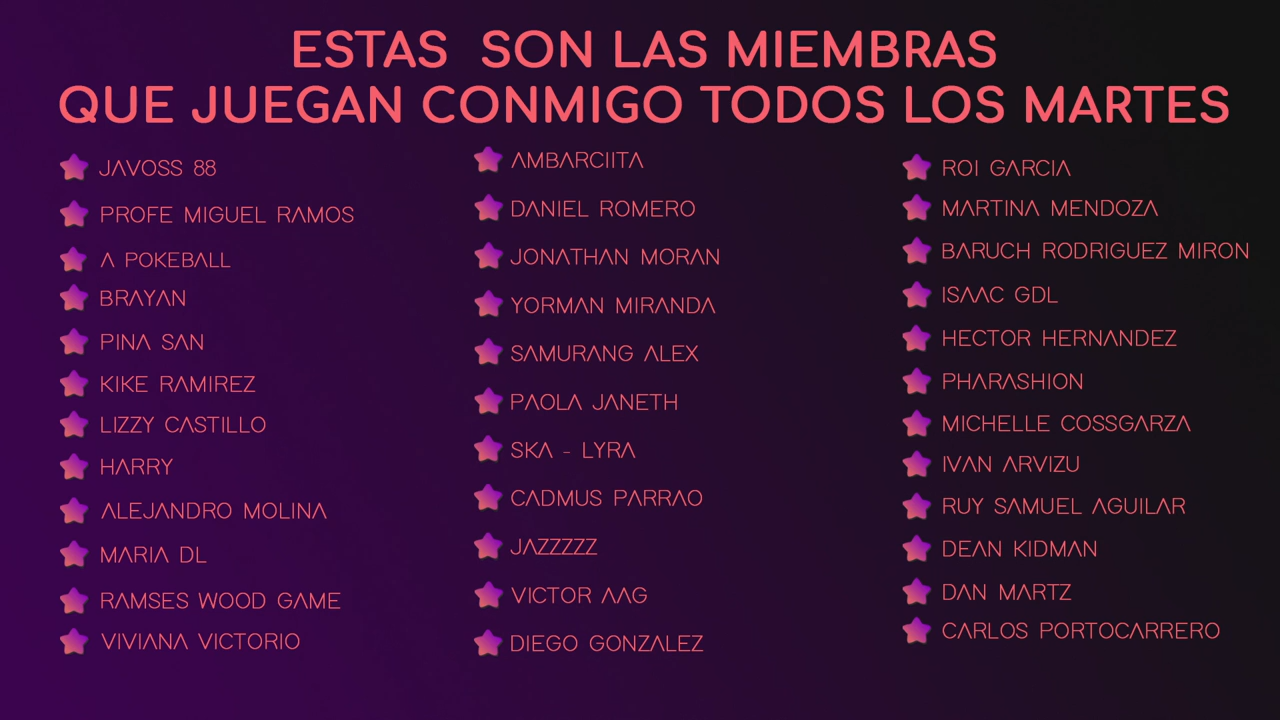 ESTAS SON LAS MIEMBRAS
QUE JUEGAN CONMIGO TODOS LOS MARTES
JAVOSS 88
PROFE MIGUEL RAMOS
A POKEBALL
BRAYAN
PINA SAN
KIKE RAMIREZ
LIZZY CASTILLO
HARRY
ALEJANDRO MOLINA
MARIA DL
RAMSES WOOD GAME
VIVIANA VICTORIO
AMBARCIITA
DANIEL ROMERO
JONATHAN MORAN
YORMAN MIRANDA
SAMURANG ALEX
PAOLA JANETH
SKA - LYRA
CADMUS PARRAO
JAZZZZZ
VICTOR AAG
DIEGO GONZALEZ
ROI GARCIA
MARTINA MENDOZA
BARUCH RODRIGUEZ MIRON
ISAAC GDL
HECTOR HERNANDEZ
PHARASHION
MICHELLE COSSGARZA
IVAN ARVIZU
RUY SAMUEL AGUILAR
DEAN KIDMAN
DAN MARTZ
CARLOS PORTOCARRERO